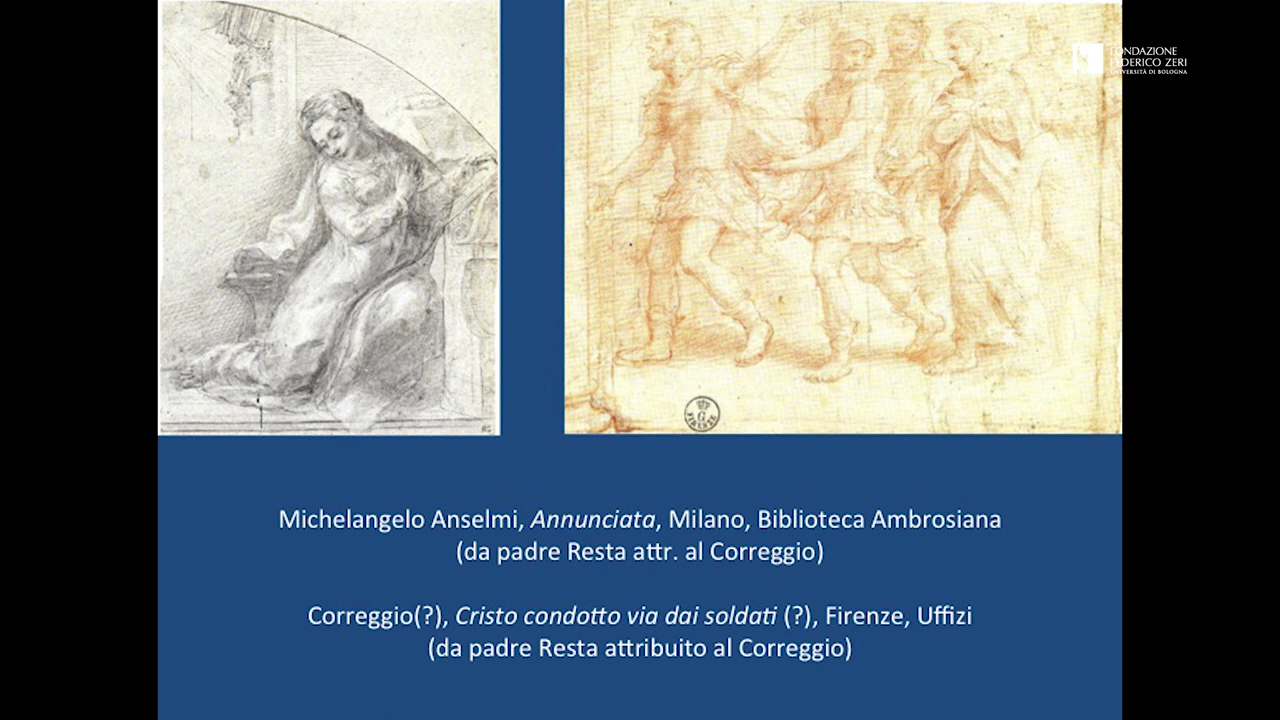 FONDAZIONE
FEDERICO ZERI
UNIVERSITÀ DI BOLOGNA
G
FIRENZE
Michelangelo Anselmi, Annunciata, Milano, Biblioteca Ambrosiana
(da padre Resta attr. al Correggio)
Correggio(?), Cristo condotto via dai soldati (?), Firenze, Uffizi
(da padre Resta attribuito al Correggio)